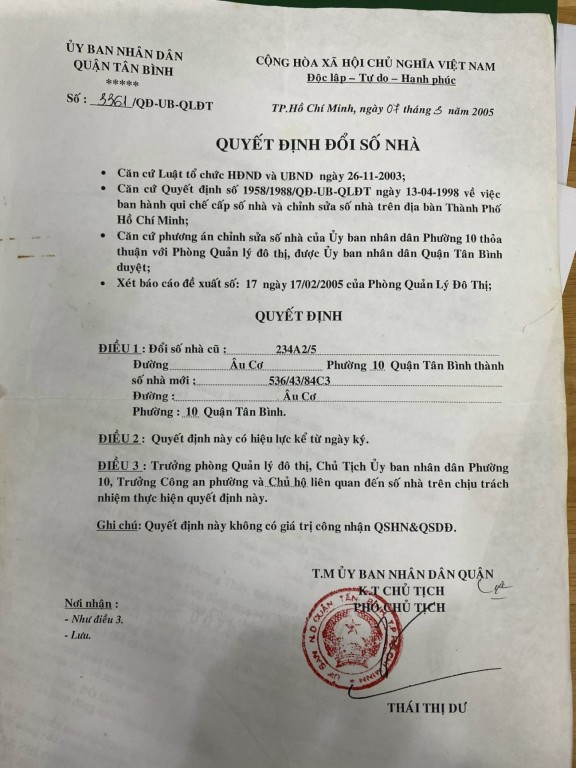 ỦY BAN NHÂN DÂN
QUẬN TÂN BÌNH
*****
Số : 3361/QĐ-UB-QLĐT
CỘNG HÒA XÃ HỘI CHỦ NGHĨA VIỆT NAM
Độc lập – Tự do – Hạnh phúc
TP.Hồ Chí Minh, ngày 07 tháng 3 năm 2005
QUYẾT ĐỊNH ĐỔI SỐ NHÀ
• Căn cứ Luật tổ chức HĐND và UBND ngày 26-11-2003;
• Căn cứ Quyết định số 1958/1988/QĐ-UB-QLĐT ngày 13-04-1998 về việc
ban hành qui chế cấp số nhà và chỉnh sửa số nhà trên địa bàn Thành Phố
Hồ Chí Minh;
• Căn cứ phương án chỉnh sửa số nhà của Ủy ban nhân dân Phường 10 thỏa
thuận với Phòng Quản lý đô thị, được Ủy ban nhân dân Quận Tân Bình
duyệt;
• Xét báo cáo đề xuất số: 17 ngày 17/02/2005 của Phòng Quản Lý Đô Thị;
QUYẾT ĐỊNH
ĐIỀU 1 : Đổi số nhà cũ : 234A2/5
Đường Âu Cơ Phường 10 Quận Tân Bình thành
số nhà mới : 536/43/84C3
Đường : Âu Cơ
Phường : 10 Quận Tân Bình.
ĐIỀU 2 : Quyết định này có hiệu lực kể từ ngày ký.
ĐIỀU 3 : Trưởng phòng Quản lý đô thị, Chủ Tịch Ủy ban nhân dân Phường
10, Trưởng Công an phường và Chủ hộ liên quan đến số nhà trên chịu trách
nhiệm thực hiện quyết định này.
Ghi chú: Quyết định này không có giá trị công nhận QSHN&QSDĐ.
T.M ỦY BAN NHÂN DÂN QUẬN
K.T CHỦ TỊCH
PHÓ CHỦ TỊCH
Nơi nhận :
- Như điều 3.
- Lưu.
THÁI THỊ DƯ